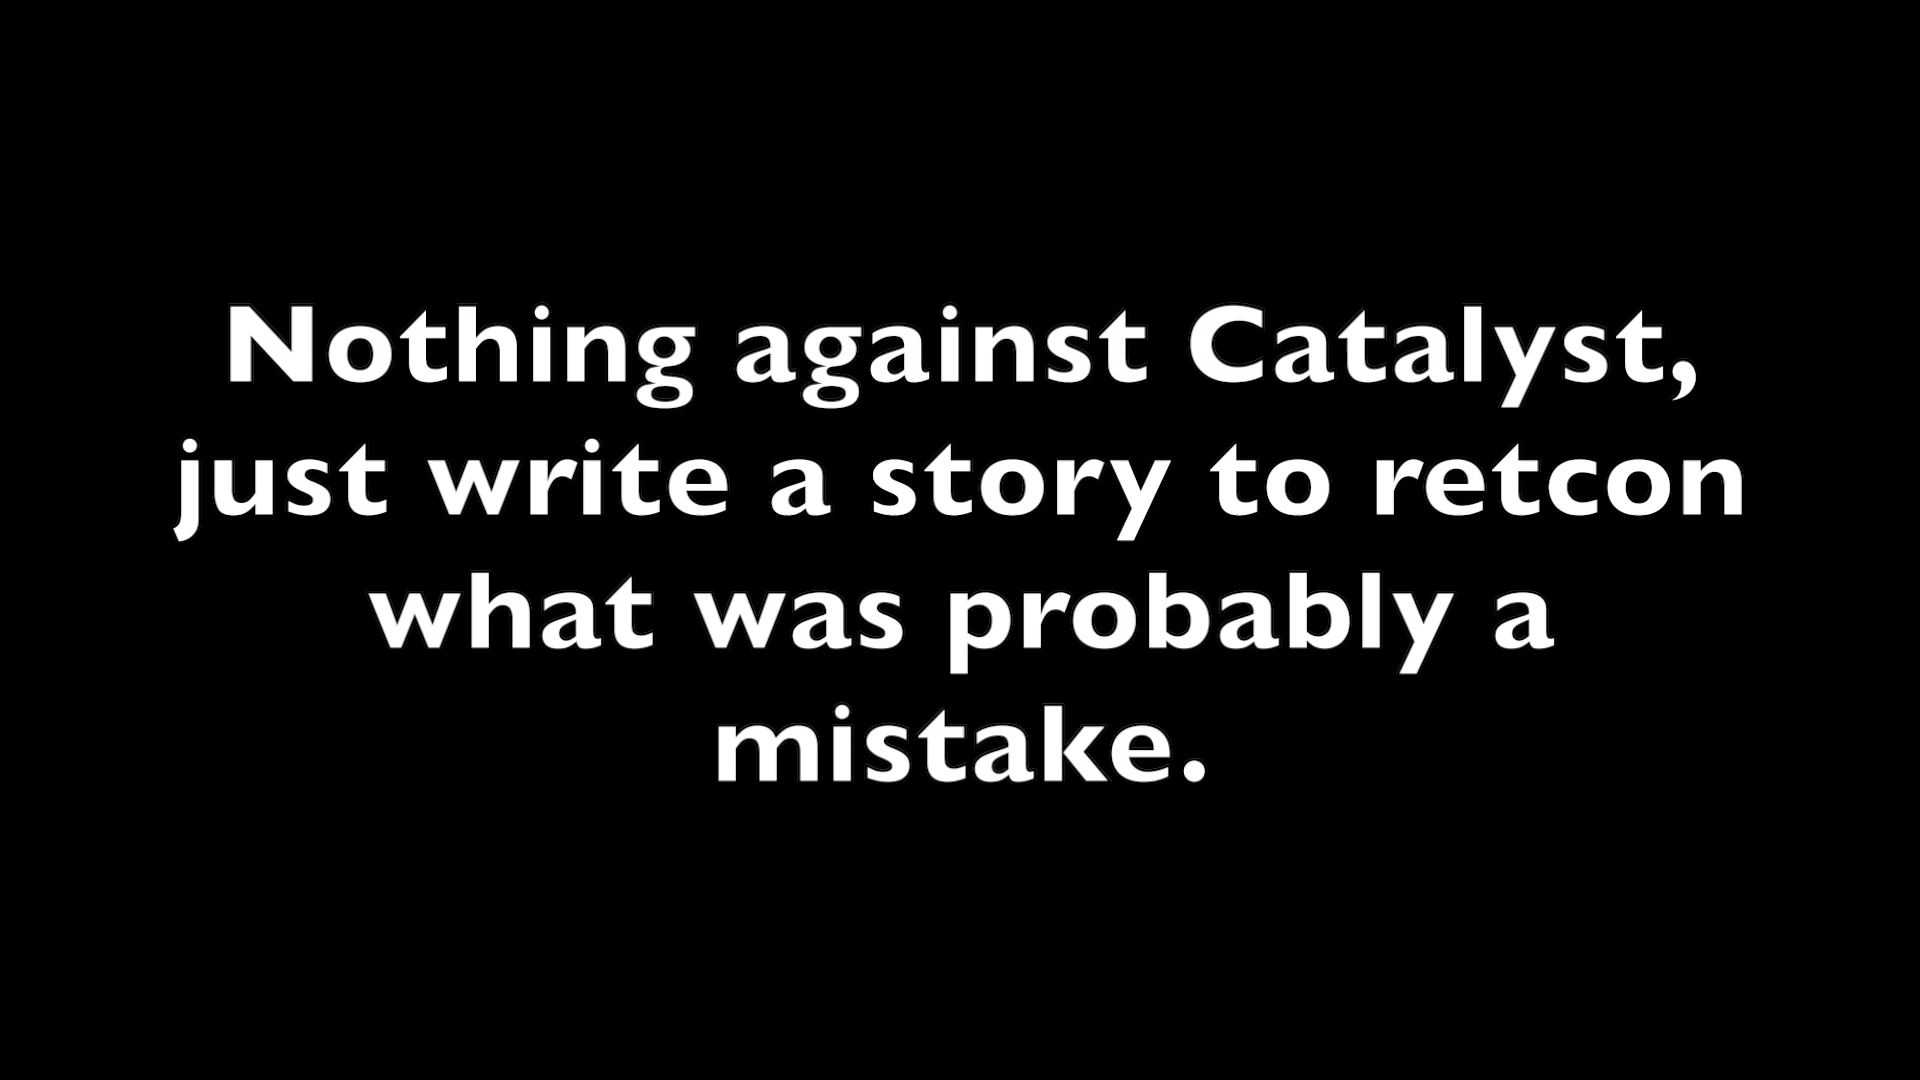 Nothing against Catalyst,
just write a story to retcon
what was probably a
mistake.